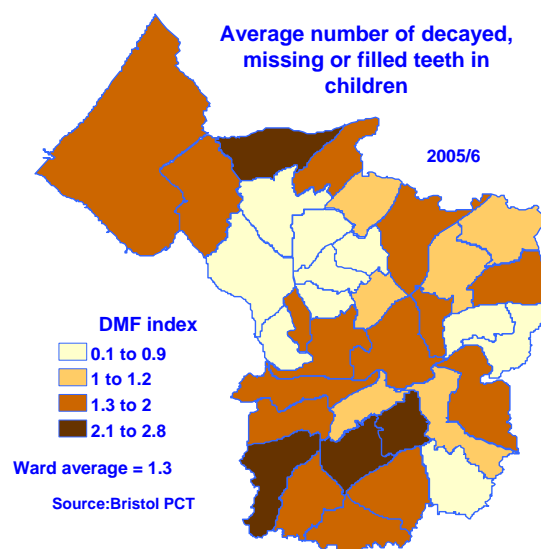 Average number of decayed,
missing or filled teeth in
children
2005/6
DMF index
0.1 to 0.9
1 to 1.2
1.3 to 2
2.1 to 2.8
Ward average = 1.3
Source:Bristol PCT